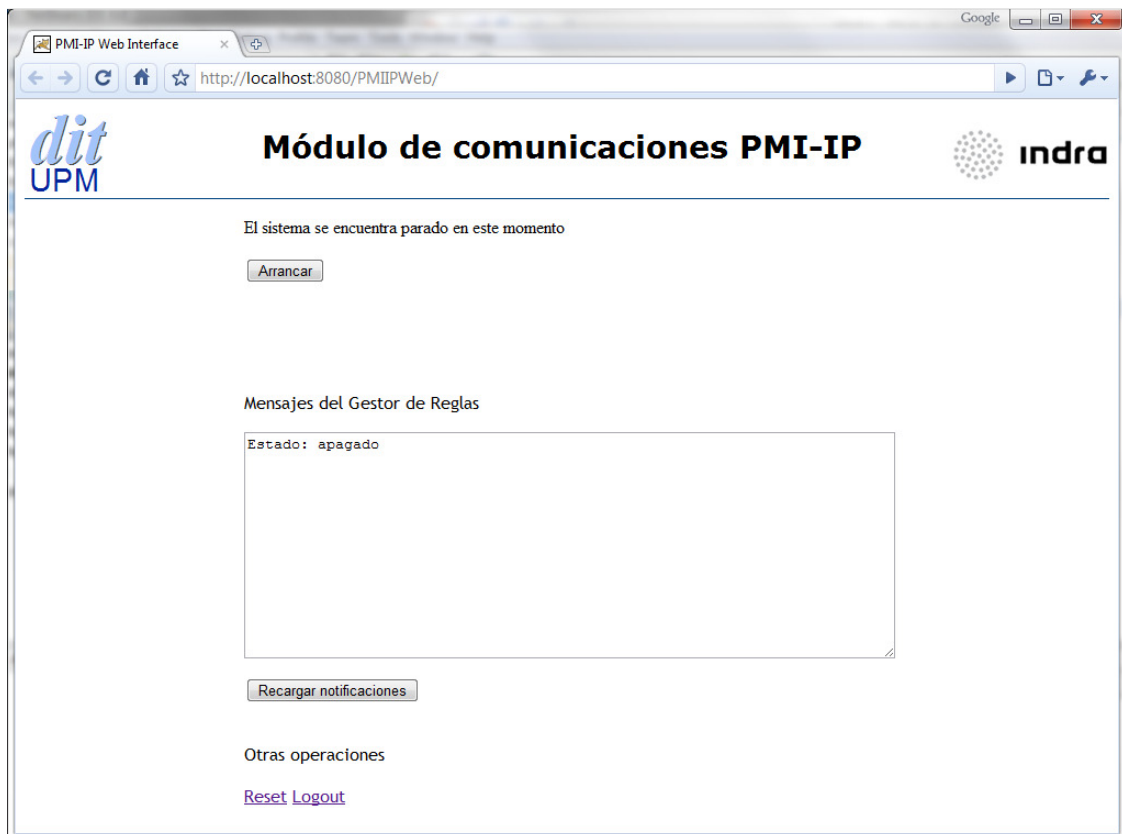 Google
PMI-IP Web Interface
http://localhost:8080/PMIIPWeb/
dit
UPM
Módulo de comunicaciones PMI-IP
indra
El sistema se encuentra parado en este momento
Arrancar
Mensajes del Gestor de Reglas
Estado: apagado
Recargar notificaciones
Otras operaciones
Reset Logout